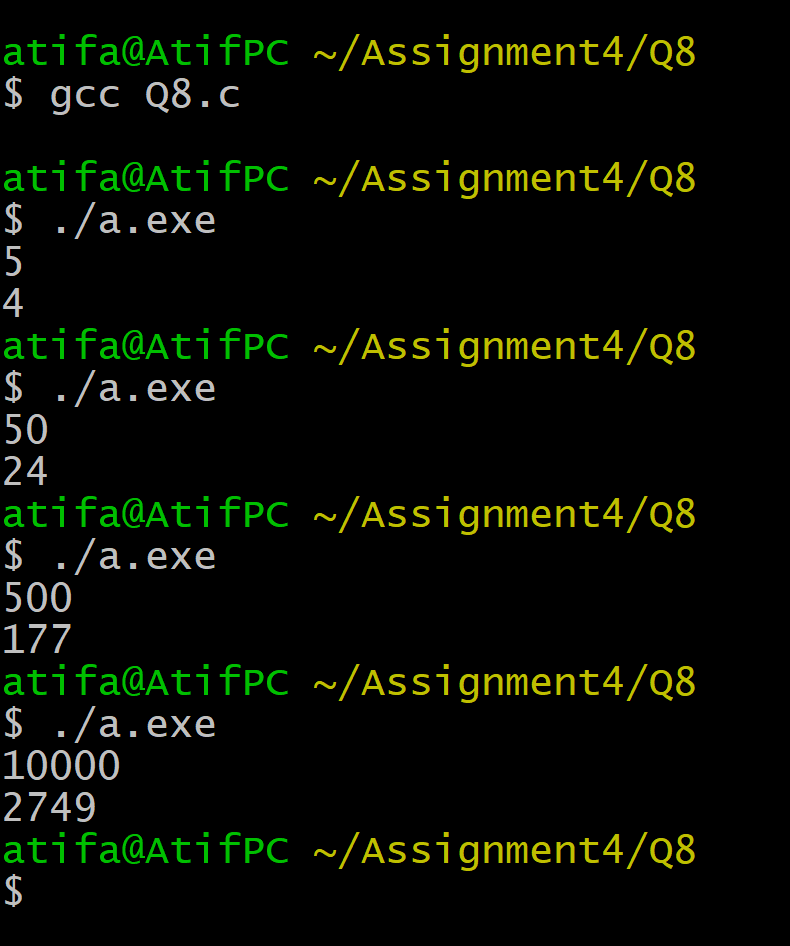 atifa@AtifPC ~/Assignment4/Q8
$ gcc Q8.c
atifa@AtifPC ~/Assignment4/Q8
$ ./a.exe
5
4
atifa@AtifPC ~/Assignment4/Q8
$ ./a.exe
50
24
atifa@AtifPC ~/Assignment4/Q8
$ ./a.exe
500
177
atifa@AtifPC ~/Assignment4/Q8
$ ./a.exe
10000
2749
atifa@AtifPC ~/Assignment4/Q8
$